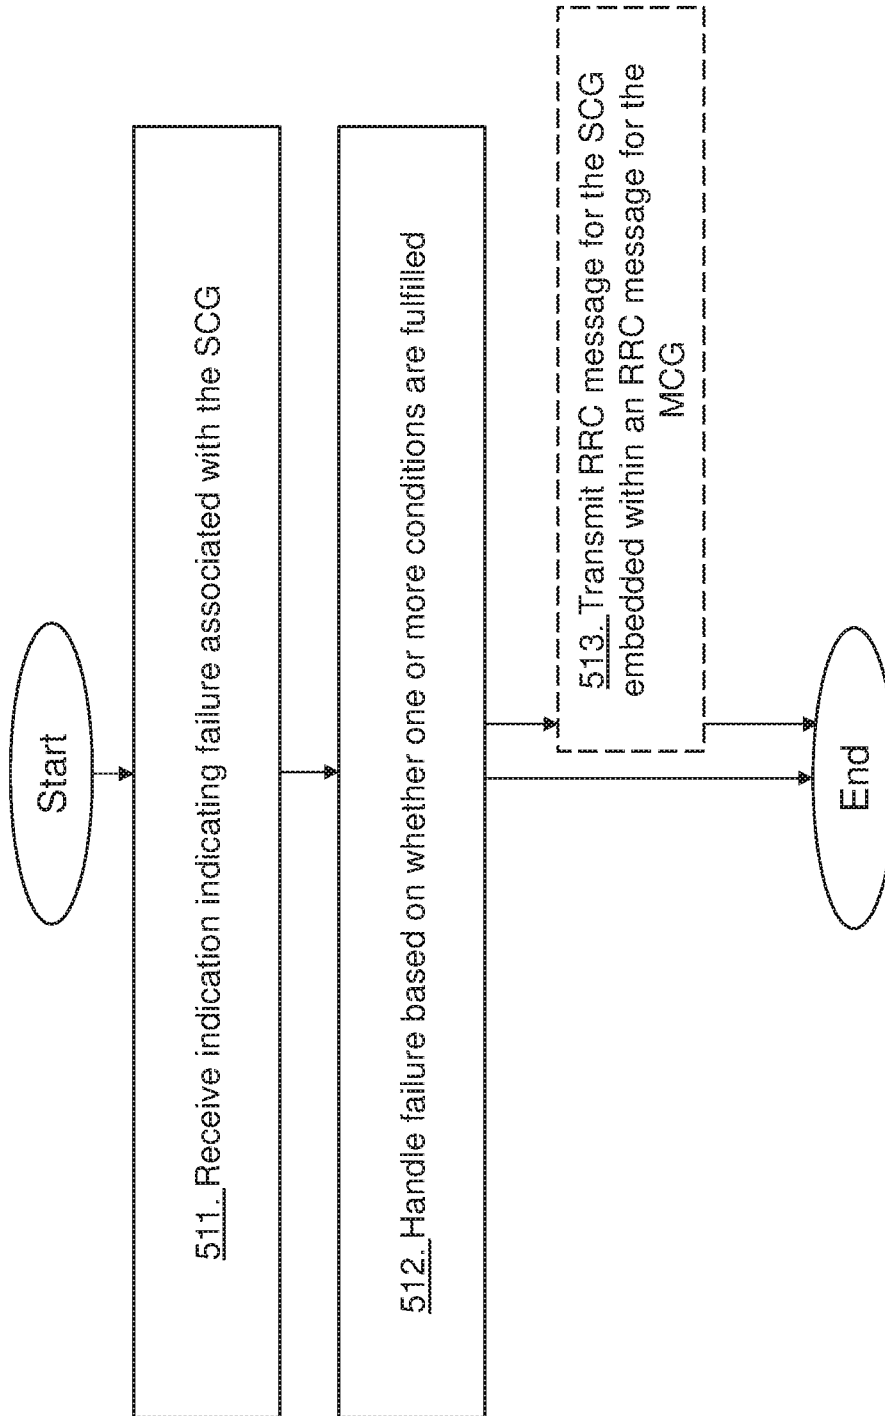 Start
511. Receive indication indicating failure associated with the SCG
512. Handle failure based on whether one or more conditions are fulfilled
513. Transmit RRC message for the SCG
embedded within an RRC message for the
MCG
End